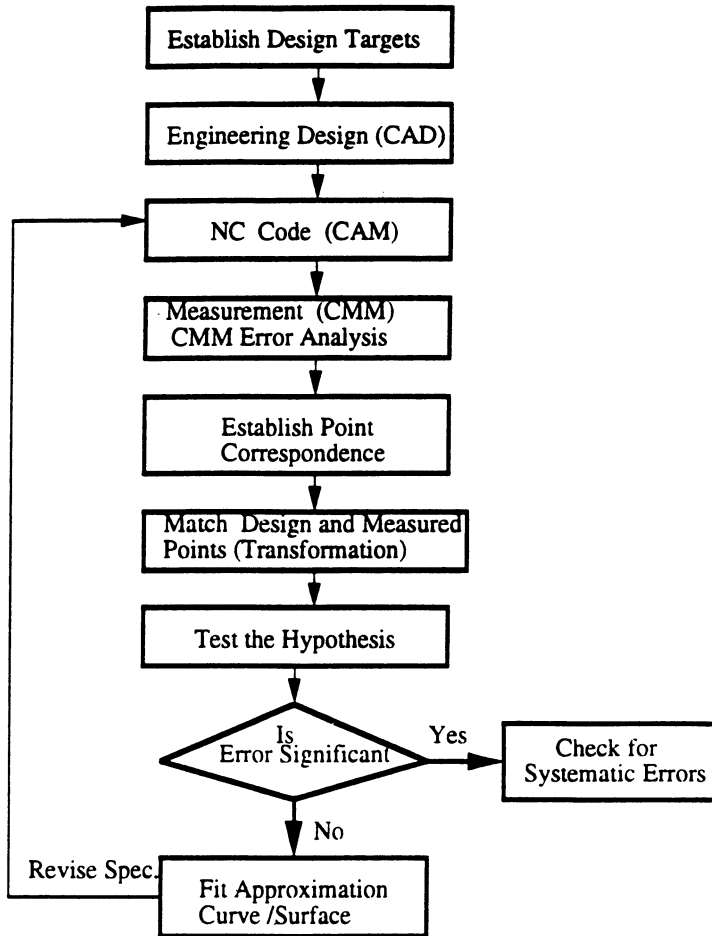 Establish Design Targets
Engineering Design (CAD)
NC Code (CAM)
Measurement (CMM)
CMM Error Analysis
Establish Point
Correspondence
Match Design and Measured
Points (Transformation)
Test the Hypothesis
Is
Error Significant
Yes
Check for
Systematic Errors
No
Revise Spec.
Fit Approximation
Curve /Surface